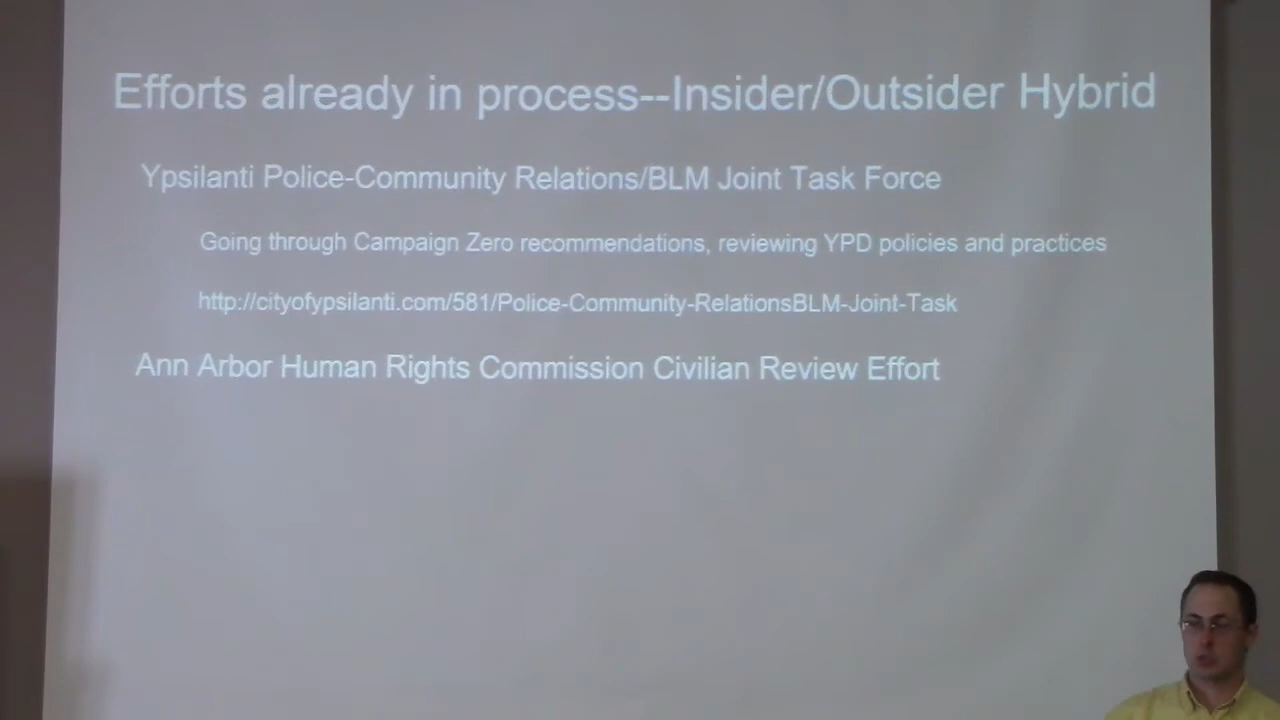 Efforts already in process--Insider/Outsider Hybrid
Ypsilanti Police-Community Relations/BLM Joint Task Force
Going through Campaign Zero recommendations, reviewing YPD policies and practices
http://cityofypsilanti.com/581/Police-Community-RelationsBLM-Joint-Task
Ann Arbor Human Rights Commission Civilian Review Effort